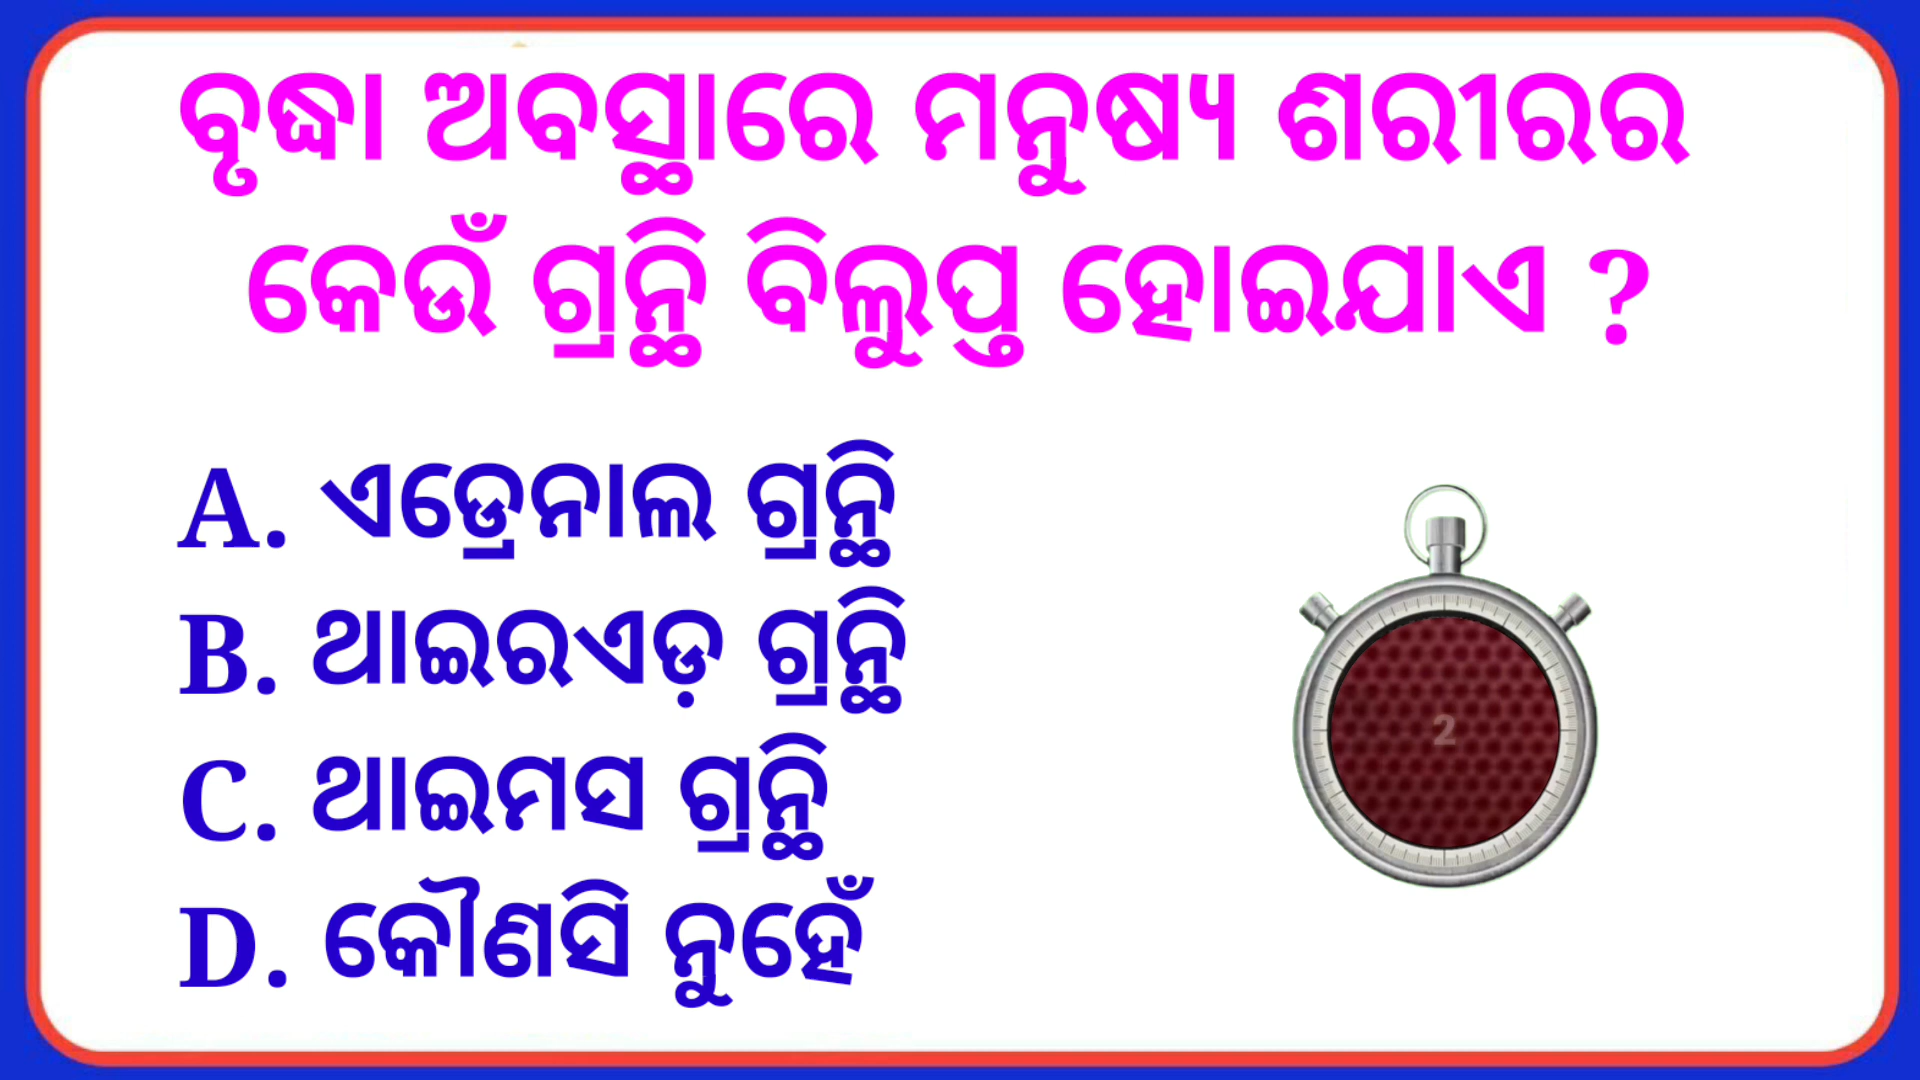 ବୃଦ୍ଧା ଅବସ୍ଥାରେ ମନୁଷ୍ୟ ଶରୀରର
କେଉଁ ଗ୍ରନ୍ଥି ବିଲୁପ୍ତ ହୋଇଯାଏ ?
A. ଏଡ୍ରେନାଲ ଗ୍ରନ୍ଥି
B. ଥାଇରଏଡ଼ ଗ୍ରନ୍ଥି
C. ଥାଇମସ ଗ୍ରନ୍ଥି
D. କୌଣସି ନୁହେଁ
2